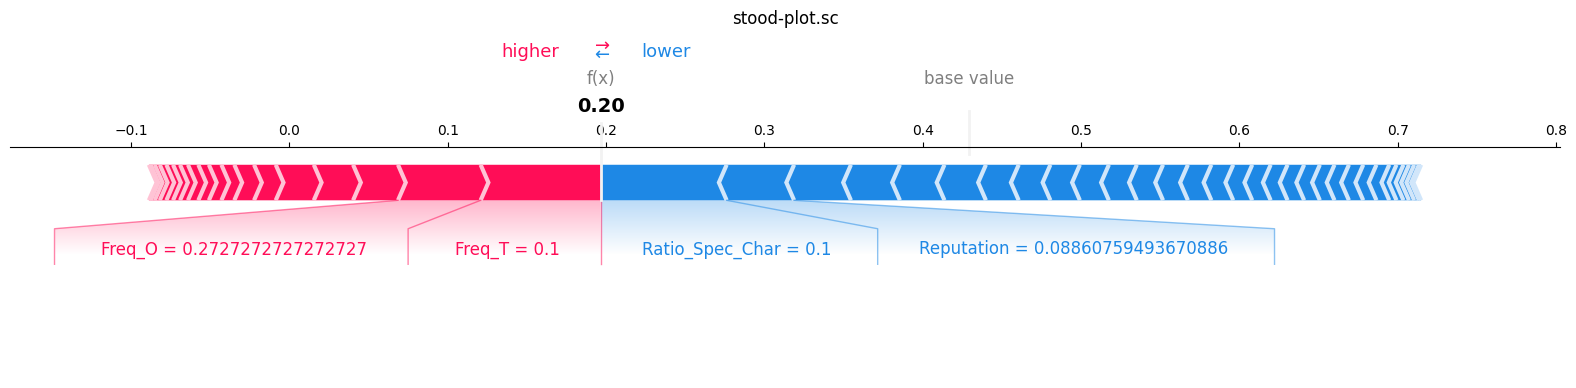 stood-plot.sc
higher ⇄ lower
f(x) base value
0.20
−0.1 0.0 0.1 0.2 0.3 0.4 0.5 0.6 0.7 0.8
Freq_O = 0.2727272727272727 Freq_T = 0.1 Ratio_Spec_Char = 0.1 Reputation = 0.08860759493670886